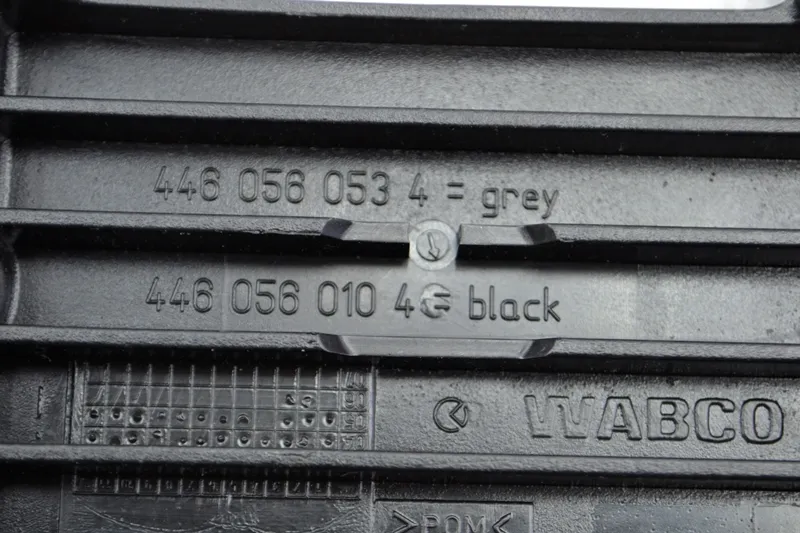 446 056 053 4 = grey
446 056 010 4 = black
WABCO
>POM<